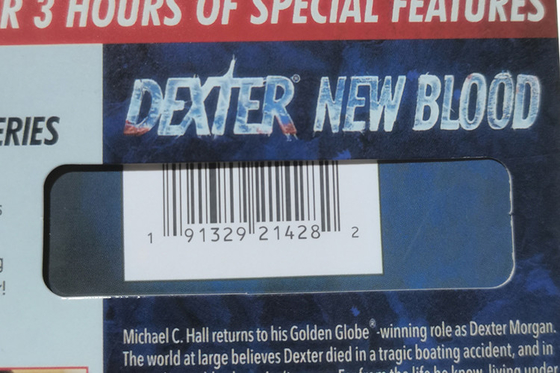 R 3 HOURS OF SPECIAL FEATURES
DEXTER® NEW BLOOD
ERIES
1 91329 21428 2
Michael C. Hall returns to his Golden Globe®-winning role as Dexter Morgan.
The world at large believes Dexter died in a tragic boating accident, and in